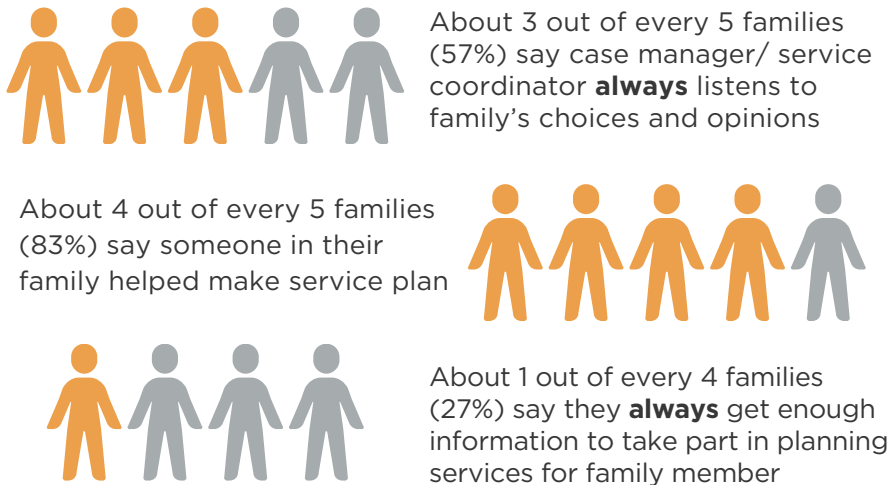 About 3 out of every 5 families
(57%) say case manager/ service
coordinator always listens to
family’s choices and opinions
About 4 out of every 5 families
(83%) say someone in their
family helped make service plan
About 1 out of every 4 families
(27%) say they always get enough
information to take part in planning
services for family member